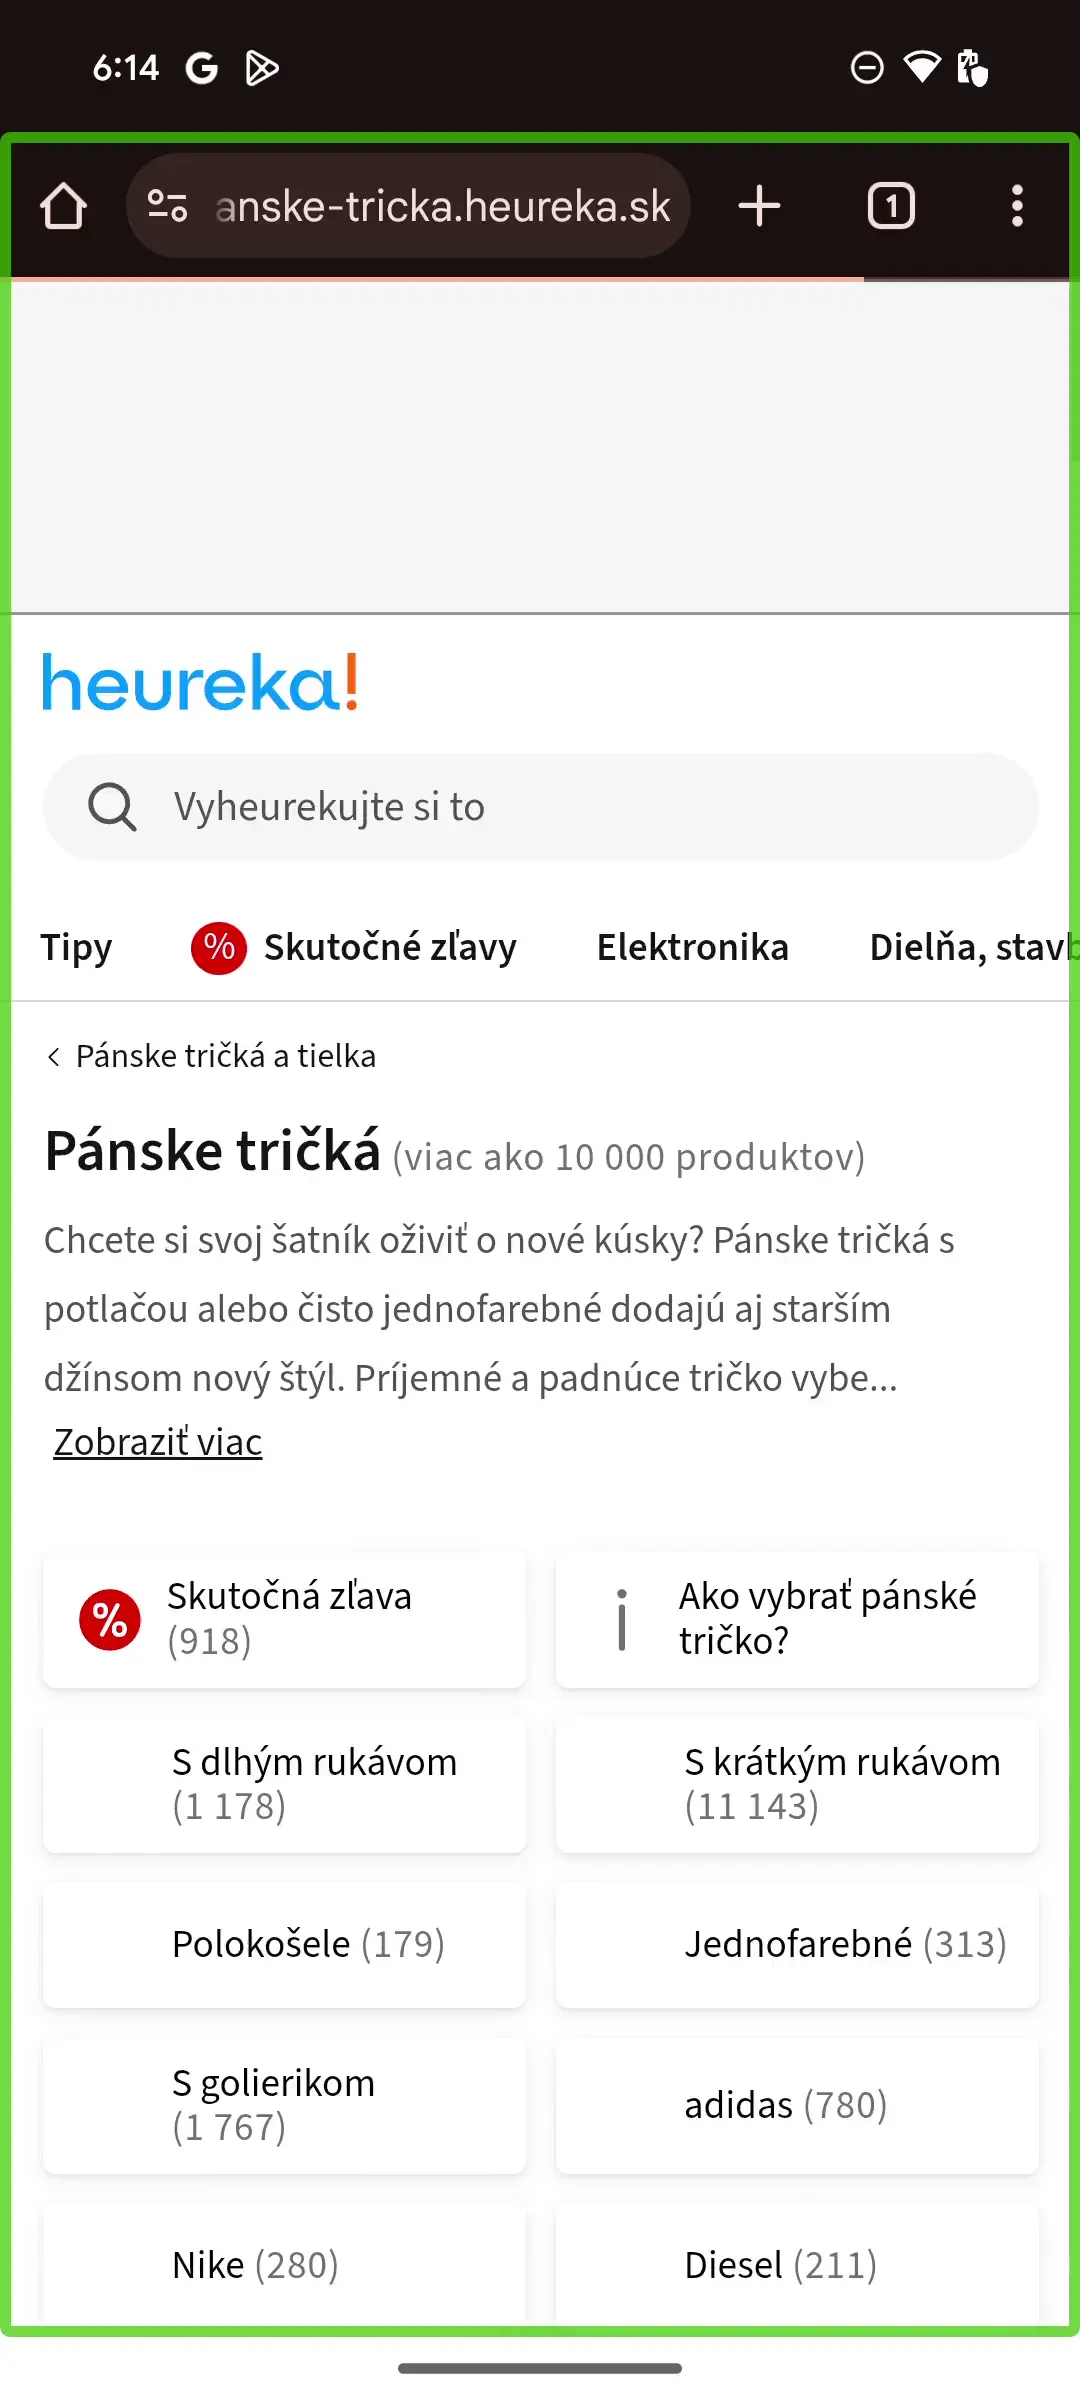 6:14
anske-tricka.heureka.sk
1
heureka!
Vyheurekujte si to
Tipy
% Skutočné zľavy
Elektronika
Dielňa, stavb
Pánske tričká a tielka
Pánske tričká (viac ako 10 000 produktov)
Chcete si svoj šatník oživiť o nové kúsky? Pánske tričká s
potlačou alebo čisto jednofarebné dodajú aj starším
džínsom nový štýl. Príjemné a padnúce tričko vybe...
Zobraziť viac
% Skutočná zľava
(918)
Ako vybrať pánské
tričko?
S dlhým rukávom
(1 178)
S krátkým rukávom
(11 143)
Polokošele (179)
Jednofarebné (313)
S golierikom
(1 767)
adidas (780)
Nike (280)
Diesel (211)